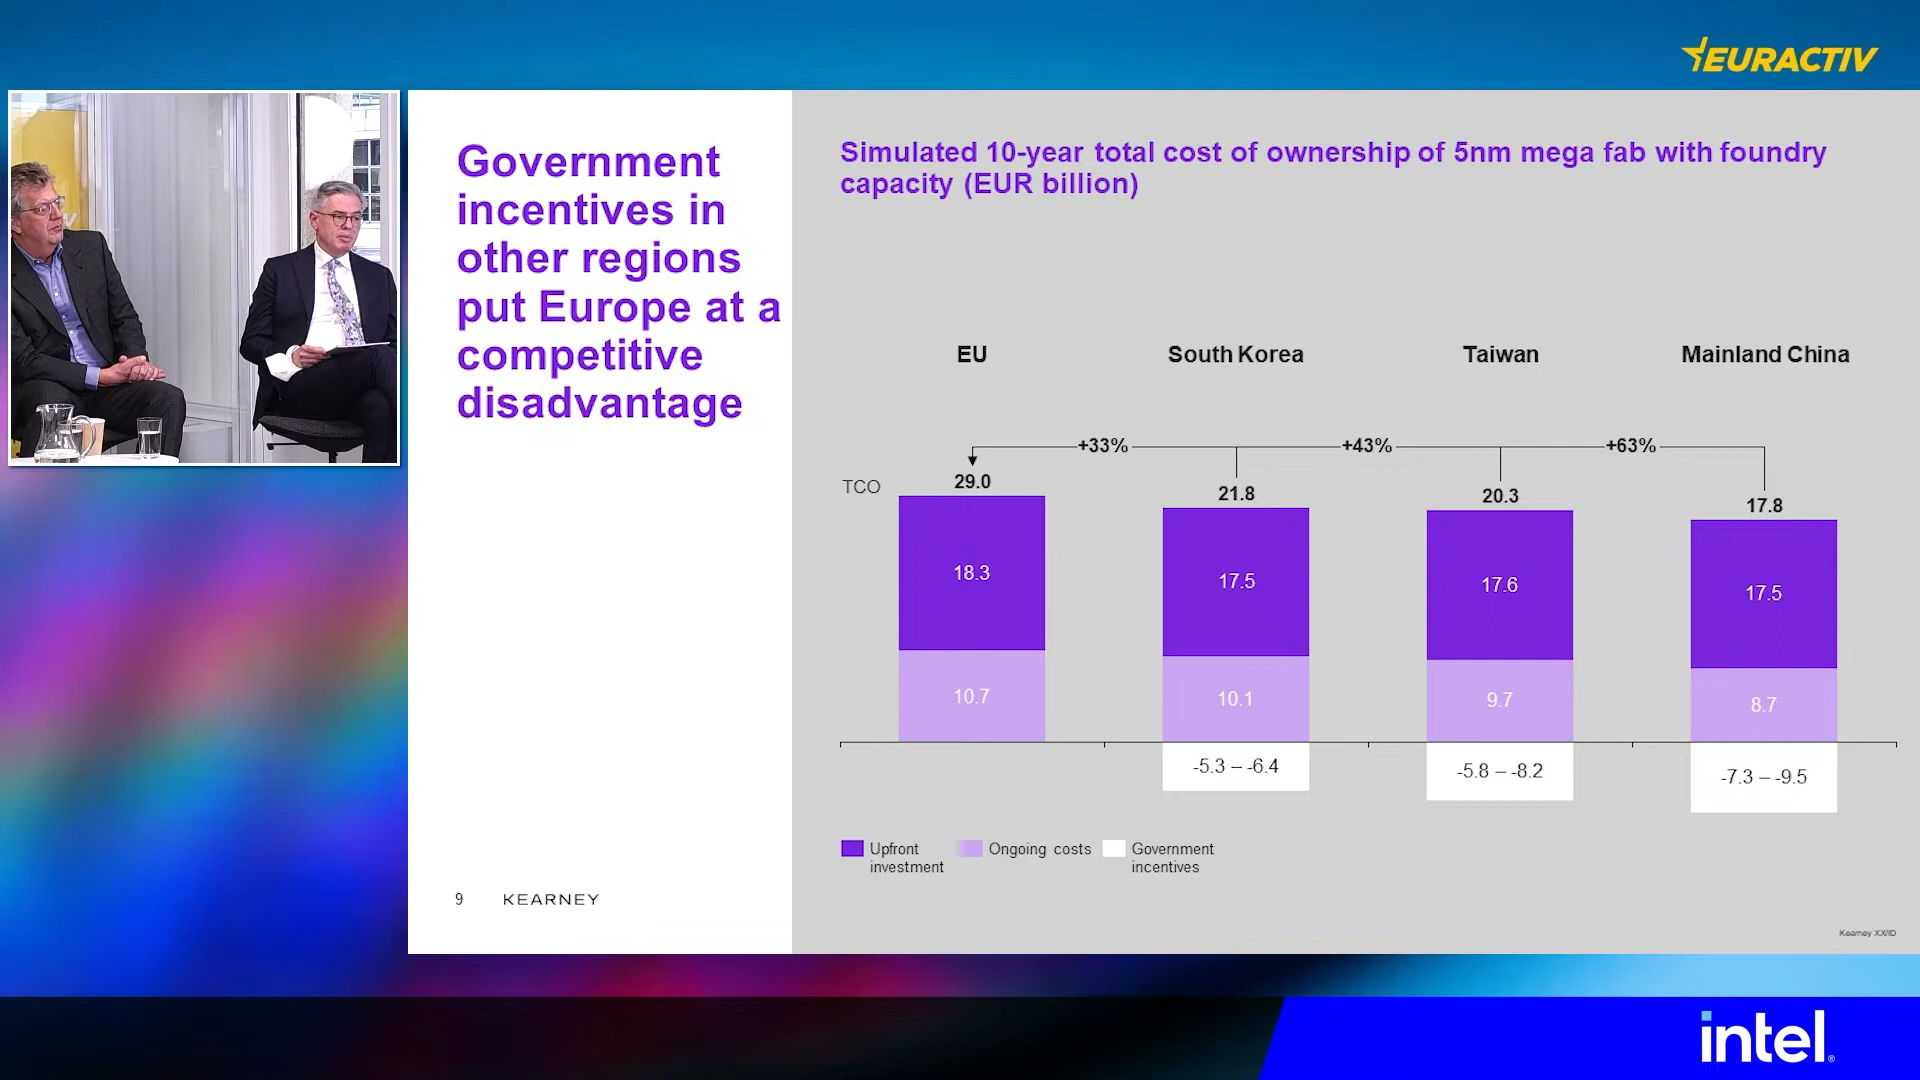 EURACTIV
Government
incentives in
other regions
put Europe at a
competitive
disadvantage
Simulated 10-year total cost of ownership of 5nm mega fab with foundry
capacity (EUR billion)
EU South Korea Taiwan Mainland China
+33% +43% +63%
TCO 29.0 21.8 20.3 17.8
18.3 17.5 17.6 17.5
10.7 10.1 9.7 8.7
-5.3 – -6.4 -5.8 – -8.2 -7.3 – -9.5
Upfront
investment
Ongoing costs
Government
incentives
9 KEARNEY
Kearney XX/ID
intel